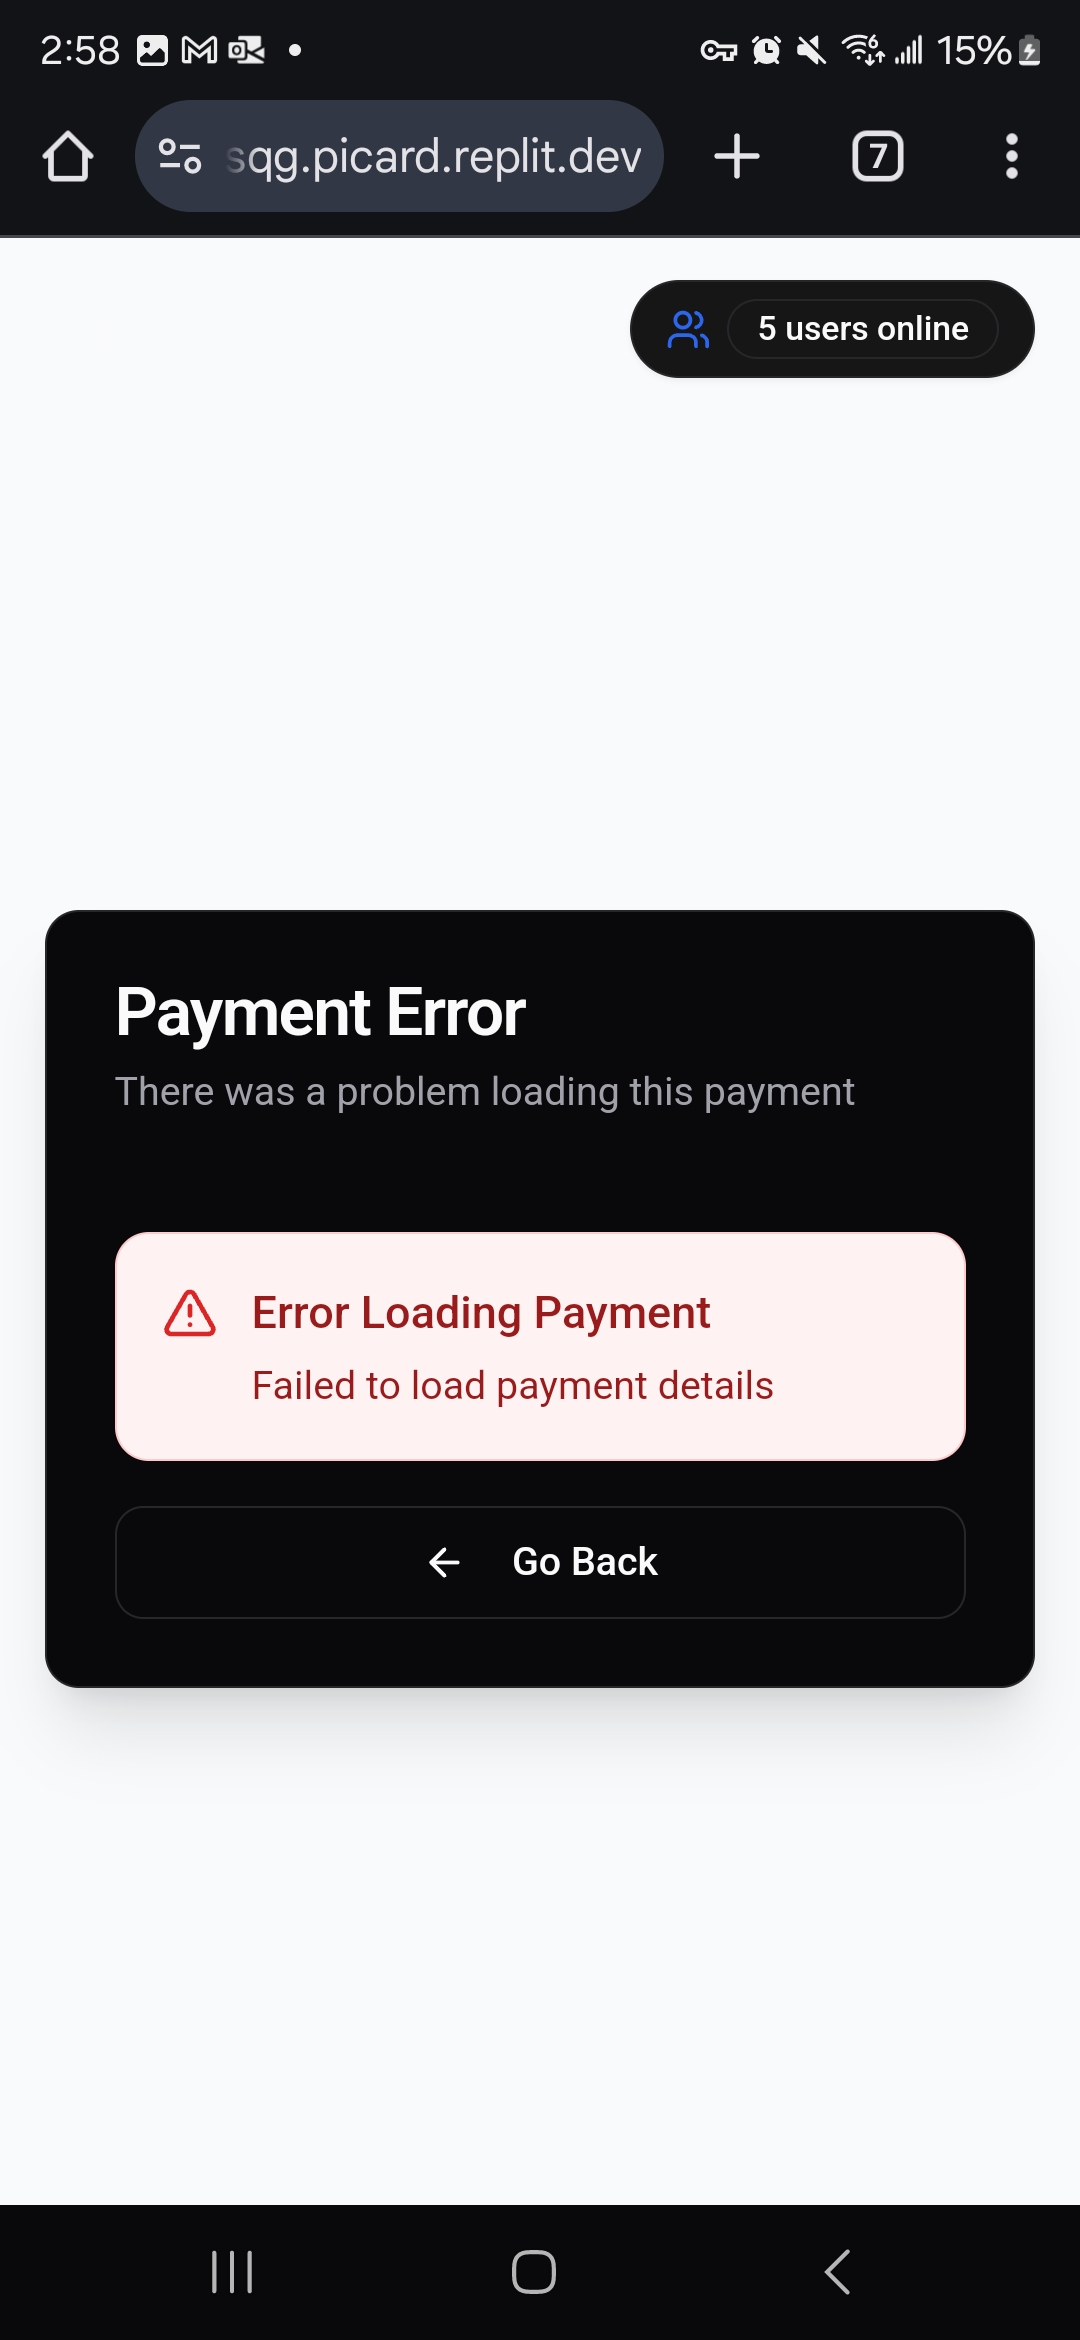 2:58
15%
sqg.picard.replit.dev
7
5 users online
Payment Error
There was a problem loading this payment
Error Loading Payment
Failed to load payment details
Go Back